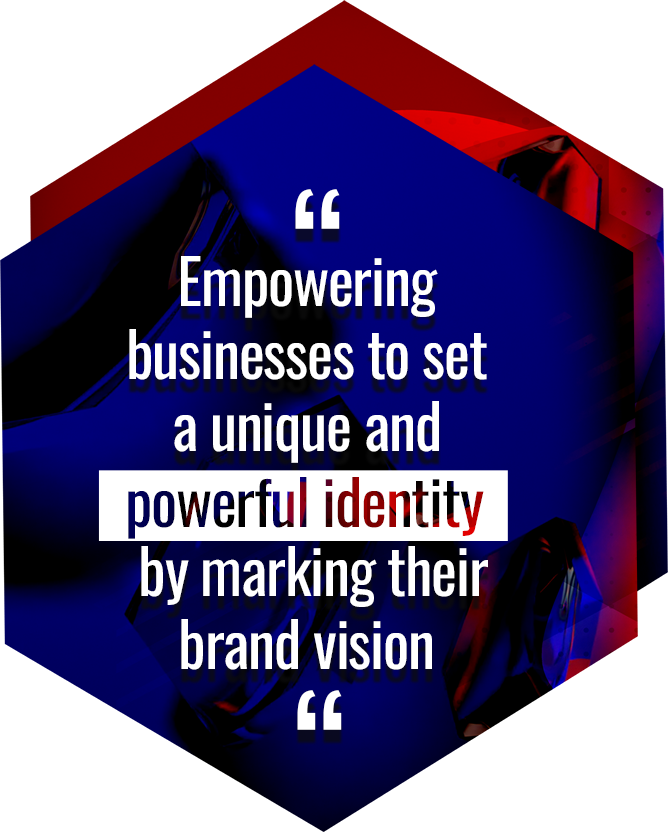 “
Empowering
businesses to set
a unique and
powerful identity
by marking their
brand vision
“